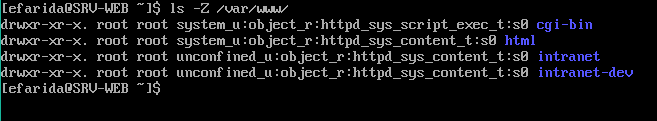 [efarida@SRV-WEB ~]$ ls -Z /var/www/
drwxr-xr-x. root root system_u:object_r:httpd_sys_script_exec_t:s0 cgi-bin
drwxr-xr-x. root root system_u:object_r:httpd_sys_content_t:s0 html
drwxr-xr-x. root root unconfined_u:object_r:httpd_sys_content_t:s0 intranet
drwxr-xr-x. root root unconfined_u:object_r:httpd_sys_content_t:s0 intranet-dev
[efarida@SRV-WEB ~]$